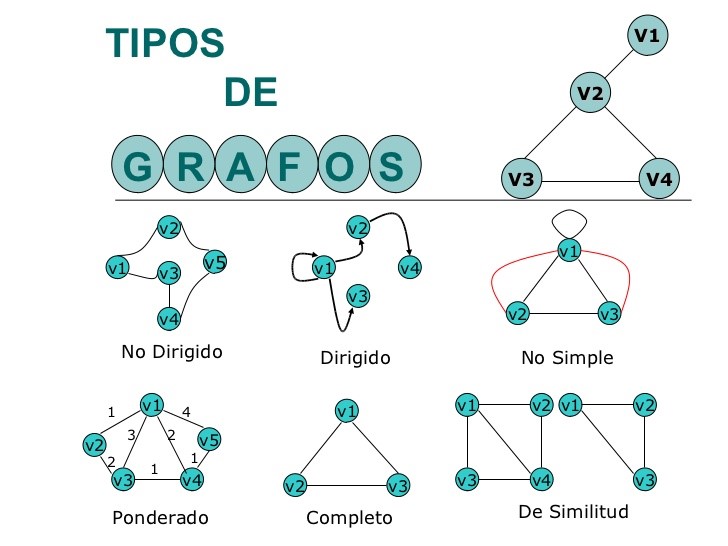 TIPOS
DE
G R A F O S
V1
V2
V3
V4
v2
v1
v3
v5
v4
No Dirigido
v2
v1
v4
v3
Dirigido
v1
v2
v3
No Simple
v1
1
4
3
2
v2
v5
2
1
1
v3
v4
Ponderado
v1
v2
v3
Completo
v1
v2
v3
v4
v1
v2
v3
De Similitud